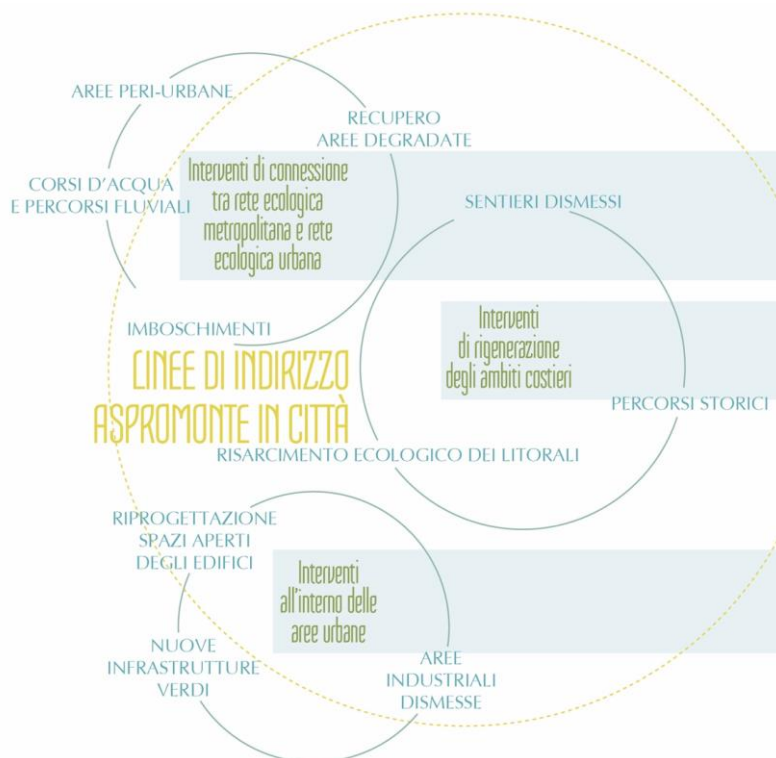 AREE PERI-URBANE
RECUPERO
AREE DEGRADATE
CORSI D'ACQUA
E PERCORSI FLUVIALI
Interventi di connessione
tra rete ecologica
metropolitana e rete
ecologica urbana
SENTIERI DISMESSI
IMBOSCHIMENTI
Interventi
di rigenerazione
degli ambiti costieri
CINEE DI INDIRIZZO
ASPROMONTE IN CITTÀ
PERCORSI STORICI
RISARCIMENTO ECOLOGICO DEI LITORALI
RIPROGETTAZIONE
SPAZI APERTI
DEGLI EDIFICI
Interventi
all'interno delle
aree urbane
NUOVE
INFRASTRUTTURE
VERDI
AREE
INDUSTRIALI
DISMESSE